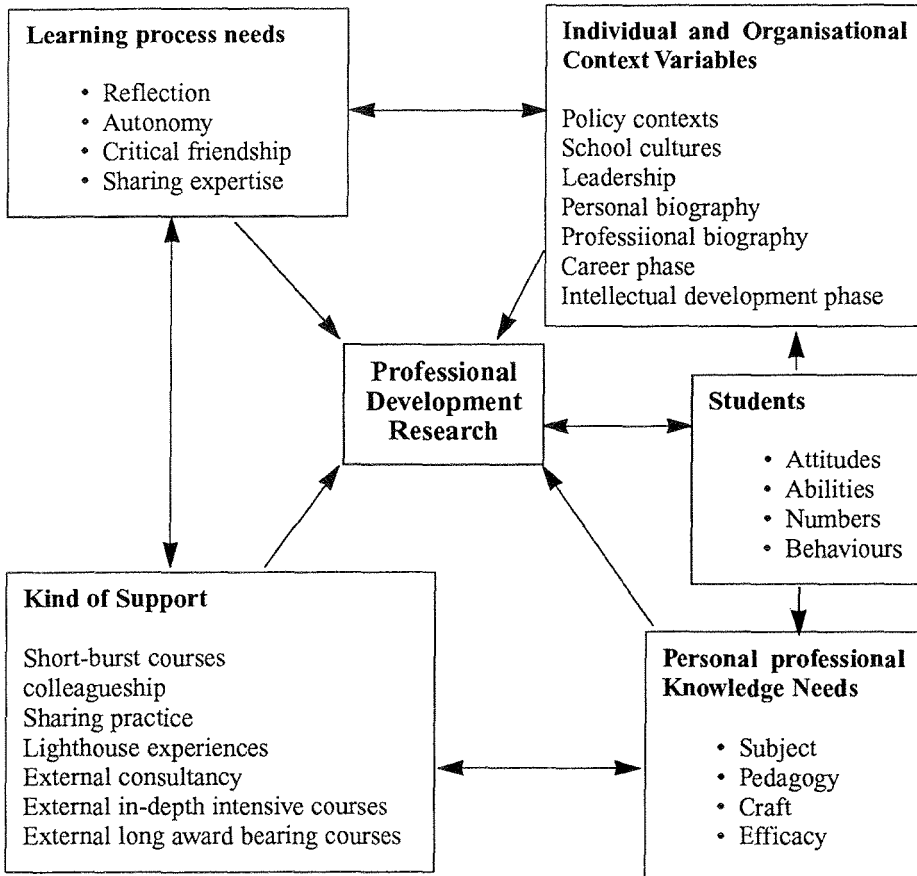 Learning process needs
• Reflection
• Autonomy
• Critical friendship
• Sharing expertise
Individual and Organisational
Context Variables
Policy contexts
School cultures
Leadership
Personal biography
Professiional biography
Career phase
Intellectual development phase
Professional
Development
Research
Students
• Attitudes
• Abilities
• Numbers
• Behaviours
Kind of Support
Short-burst courses
colleagueship
Sharing practice
Lighthouse experiences
External consultancy
External in-depth intensive courses
External long award bearing courses
Personal professional
Knowledge Needs
• Subject
• Pedagogy
• Craft
• Efficacy